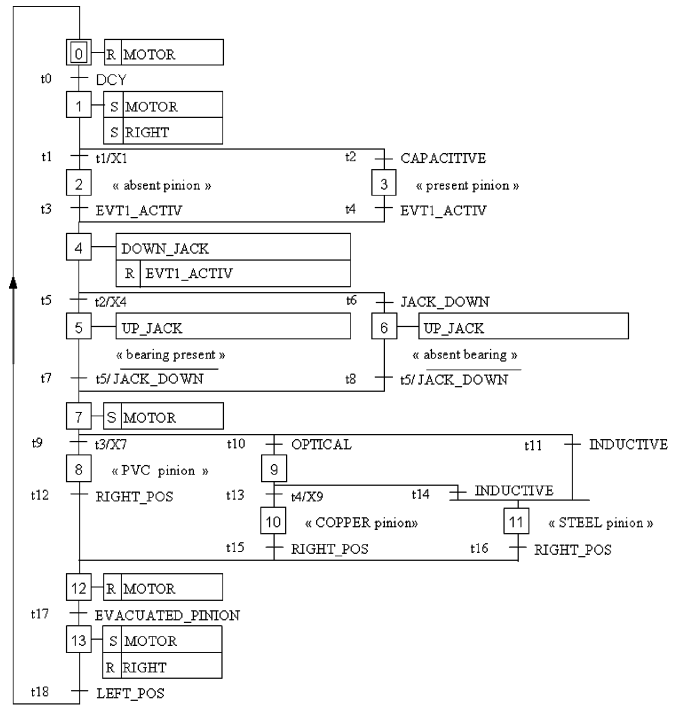 0 R MOTOR
t0 DCY
1 S MOTOR
S RIGHT
t1 t1/X1 t2 CAPACITIVE
2 « absent pinion » 3 « present pinion »
t3 EVT1_ACTIV t4 EVT1_ACTIV
4 DOWN_JACK
R EVT1_ACTIV
t5 t2/X4 t6 JACK_DOWN
5 UP_JACK 6 UP_JACK
« bearing present » « absent bearing »
t7 t5/JACK_DOWN t8 t5/JACK_DOWN
7 S MOTOR
t9 t3/X7 t10 OPTICAL t11 INDUCTIVE
8 « PVC pinion » 9
t12 RIGHT_POS t13 t4/X9 t14 INDUCTIVE
10 « COPPER pinion» 11 « STEEL pinion »
t15 RIGHT_POS t16 RIGHT_POS
12 R MOTOR
t17 EVACUATED_PINION
13 S MOTOR
R RIGHT
t18 LEFT_POS